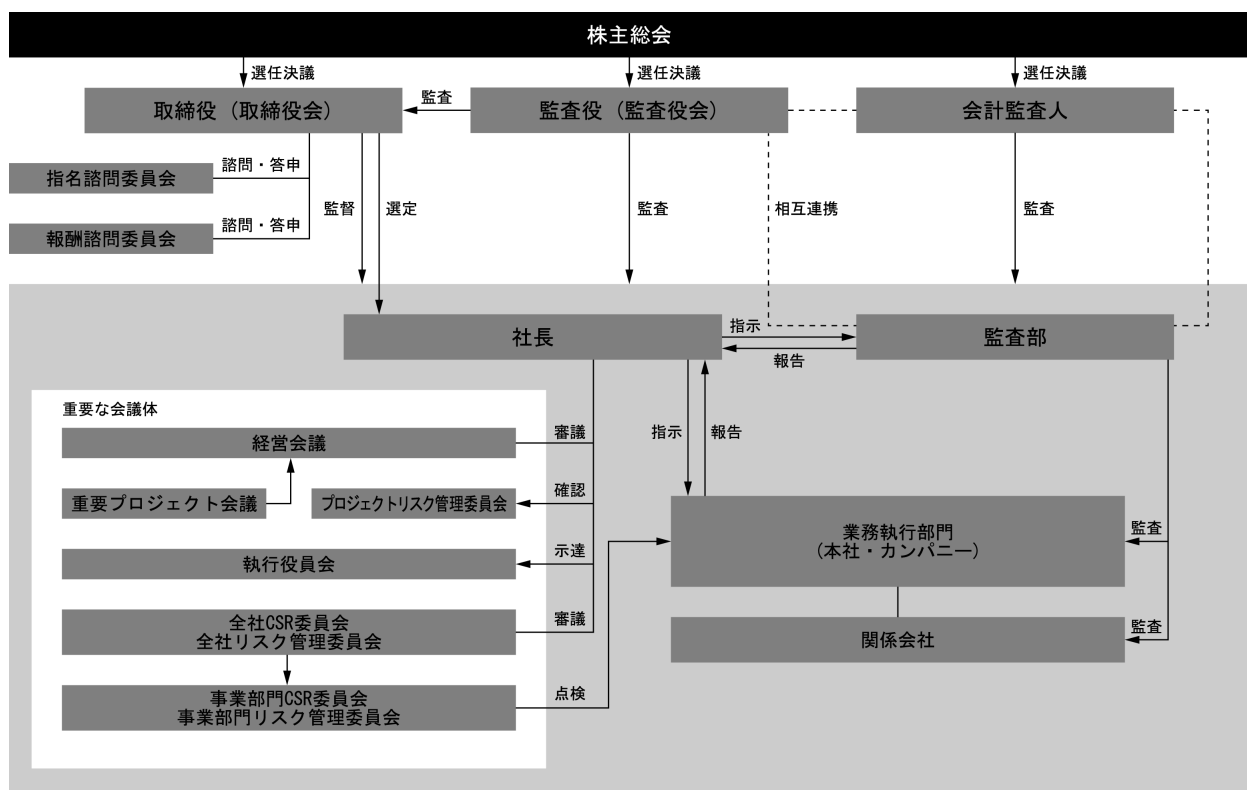 株主総会
選任決議
選任決議
選任決議
取締役（取締役会）
監査
監査役（監査役会）
会計監査人
指名諮問委員会
諮問・答申
報酬諮問委員会
諮問・答申
監督
選定
監査
相互連携
監査
社長
指示
報告
監査部
重要な会議体
経営会議
審議
指示
報告
重要プロジェクト会議
プロジェクトリスク管理委員会
確認
執行役員会
示達
業務執行部門
（本社・カンパニー）
監査
全社CSR委員会
全社リスク管理委員会
審議
関係会社
監査
事業部門CSR委員会
事業部門リスク管理委員会
点検